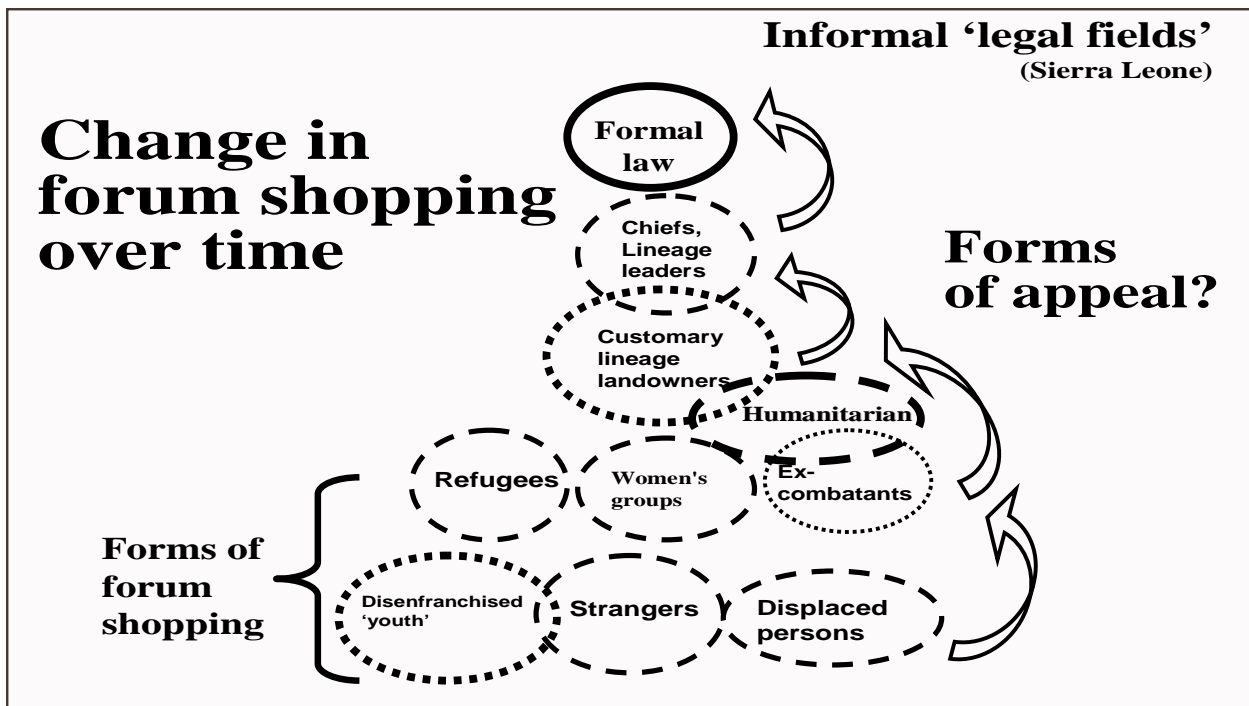 Informal ‘legal fields’
(Sierra Leone)
Change in
forum shopping
over time
Formal
law
Chiefs,
Lineage
leaders
Forms
of appeal?
Customary
lineage
landowners
Humanitarian
Refugees
Women's
groups
Ex-
combatants
Forms of
forum
shopping
Disenfranchised
‘youth’
Strangers
Displaced
persons